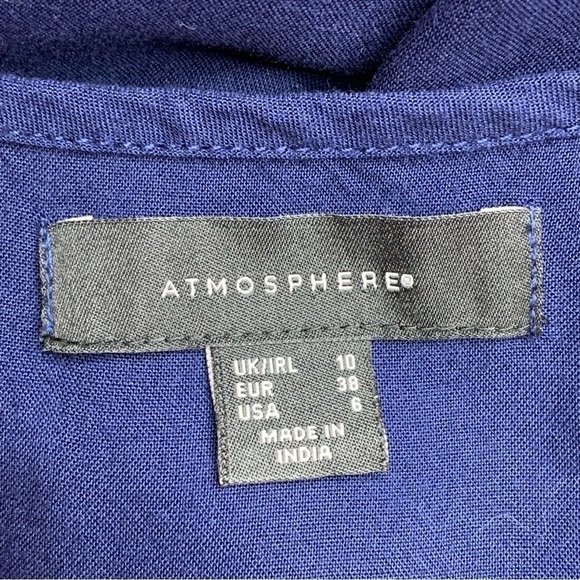 ATMOSPHERE®
UK/IRL 10
EUR 38
USA 6
MADE IN
INDIA